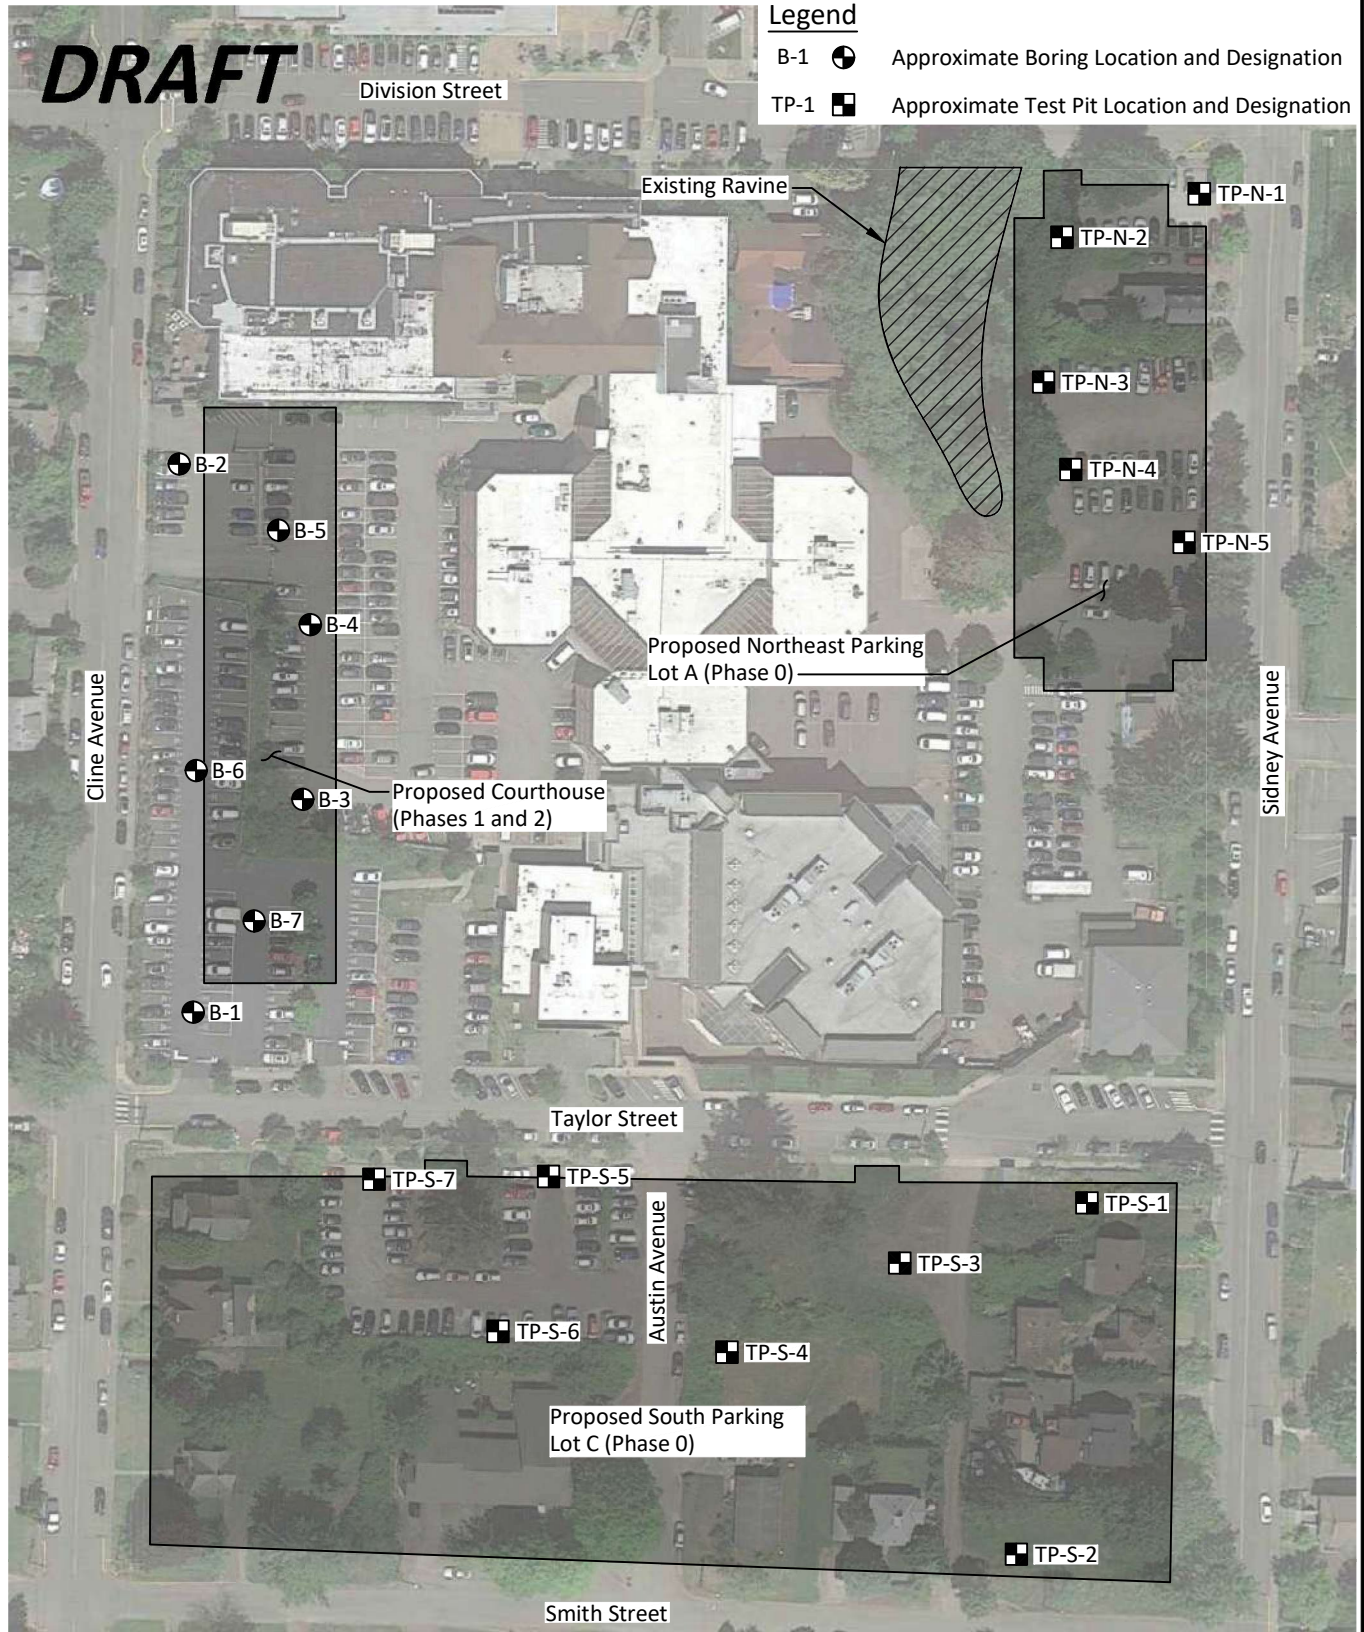 Legend
B-1 Approximate Boring Location and Designation
TP-1 Approximate Test Pit Location and Designation
DRAFT
Division Street
Existing Ravine
TP-N-1
TP-N-2
TP-N-3
TP-N-4
TP-N-5
B-2
B-5
B-4
Proposed Northeast Parking
Lot A (Phase 0)
Cline Avenue
Sidney Avenue
B-6
B-3
Proposed Courthouse
(Phases 1 and 2)
B-7
B-1
Taylor Street
TP-S-7
TP-S-5
TP-S-1
Austin Avenue
TP-S-3
TP-S-6
TP-S-4
Proposed South Parking
Lot C (Phase 0)
TP-S-2
Smith Street